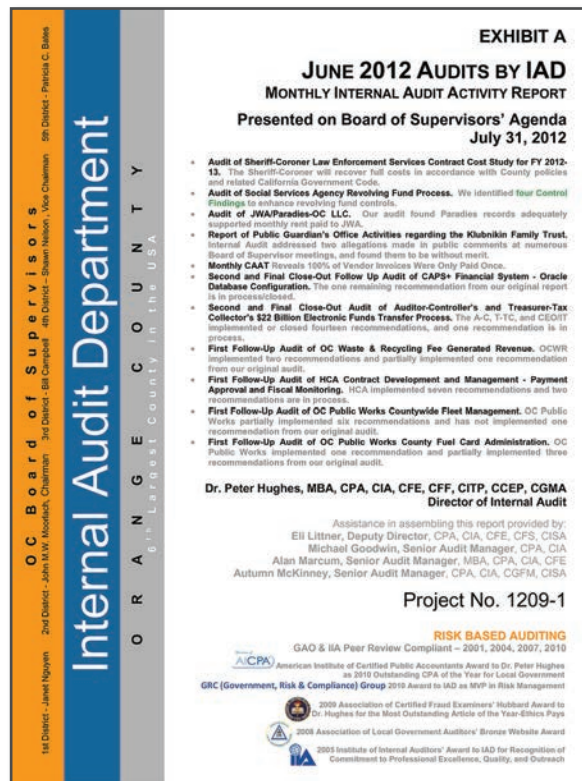 EXHIBIT A
JUNE 2012 AUDITS BY IAD
MONTHLY INTERNAL AUDIT ACTIVITY REPORT
Presented on Board of Supervisors' Agenda
July 31, 2012
• Audit of Sheriff-Coroner Law Enforcement Services Contract Cost Study for FY 2012-
13. The Sheriff-Coroner will recover full costs in accordance with County policies
and related California Government Code.
• Audit of Social Services Agency Revolving Fund Process. We identified four Control
Findings to enhance revolving fund controls.
• Audit of JWA/Paradies-OC LLC. Our audit found Paradies records adequately
supported monthly rent paid to JWA.
• Report of Public Guardian's Office Activities regarding the Klubnikin Family Trust.
Internal Audit addressed two allegations made in public comments at numerous
Board of Supervisor meetings, and found them to be without merit.
• Monthly CAAT Reveals 100% of Vendor Invoices Were Only Paid Once.
• Second and Final Close-Out Follow Up Audit of CAPS+ Financial System - Oracle
Database Configuration. The one remaining recommendation from our original report
is in process/closed.
• Second and Final Close-Out Audit of Auditor-Controller's and Treasurer-Tax
Collector's $22 Billion Electronic Funds Transfer Process. The A-C, T-TC, and CEO/IT
implemented or closed fourteen recommendations, and one recommendation is in
process.
• First Follow-Up Audit of OC Waste & Recycling Fee Generated Revenue. OCWR
implemented two recommendations and partially implemented one recommendation
from our original audit.
• First Follow-Up Audit of HCA Contract Development and Management - Payment
Approval and Fiscal Monitoring. HCA implemented seven recommendations and two
recommendations are in process.
• First Follow-Up Audit of OC Public Works Countywide Fleet Management. OC Public
Works partially implemented six recommendations and has not implemented one
recommendation from our original audit.
• First Follow-Up Audit of OC Public Works County Fuel Card Administration. OC
Public Works implemented one recommendation and partially implemented three
recommendations from our original audit.
Dr. Peter Hughes, MBA, CPA, CIA, CFE, CFF, CITP, CCEP, CGMA
Director of Internal Audit
Assistance in assembling this report provided by:
Eli Littner, Deputy Director, CPA, CIA, CFE, CFS, CISA
Michael Goodwin, Senior Audit Manager, CPA, CIA
Alan Marcum, Senior Audit Manager, MBA, CPA, CIA, CFE
Autumn McKinney, Senior Audit Manager, CPA, CIA, CGFM, CISA
Project No. 1209-1
RISK BASED AUDITING
GAO & IIA Peer Review Compliant – 2001, 2004, 2007, 2010
AICPA
American Institute of Certified Public Accountants Award to Dr. Peter Hughes
as 2010 Outstanding CPA of the Year for Local Government
GRC (Government, Risk & Compliance) Group 2010 Award to IAD as MVP in Risk Management
2009 Association of Certified Fraud Examiners' Hubbard Award to
Dr. Hughes for the Most Outstanding Article of the Year-Ethics Pays
2008 Association of Local Government Auditors' Bronze Website Award
IIA
2005 Institute of Internal Auditors' Award to IAD for Recognition of
Commitment to Professional Excellence, Quality, and Outreach
OC Board of Supervisors
1st District - Janet Nguyen 2nd District - John M.W. Moorlach, Chairman 3rd District - Bill Campbell 4th District – Shawn Nelson , Vice Chairman 5th District - Patricia C. Bates
Internal Audit Department
ORANGE COUNTY
6th Largest County in the USA